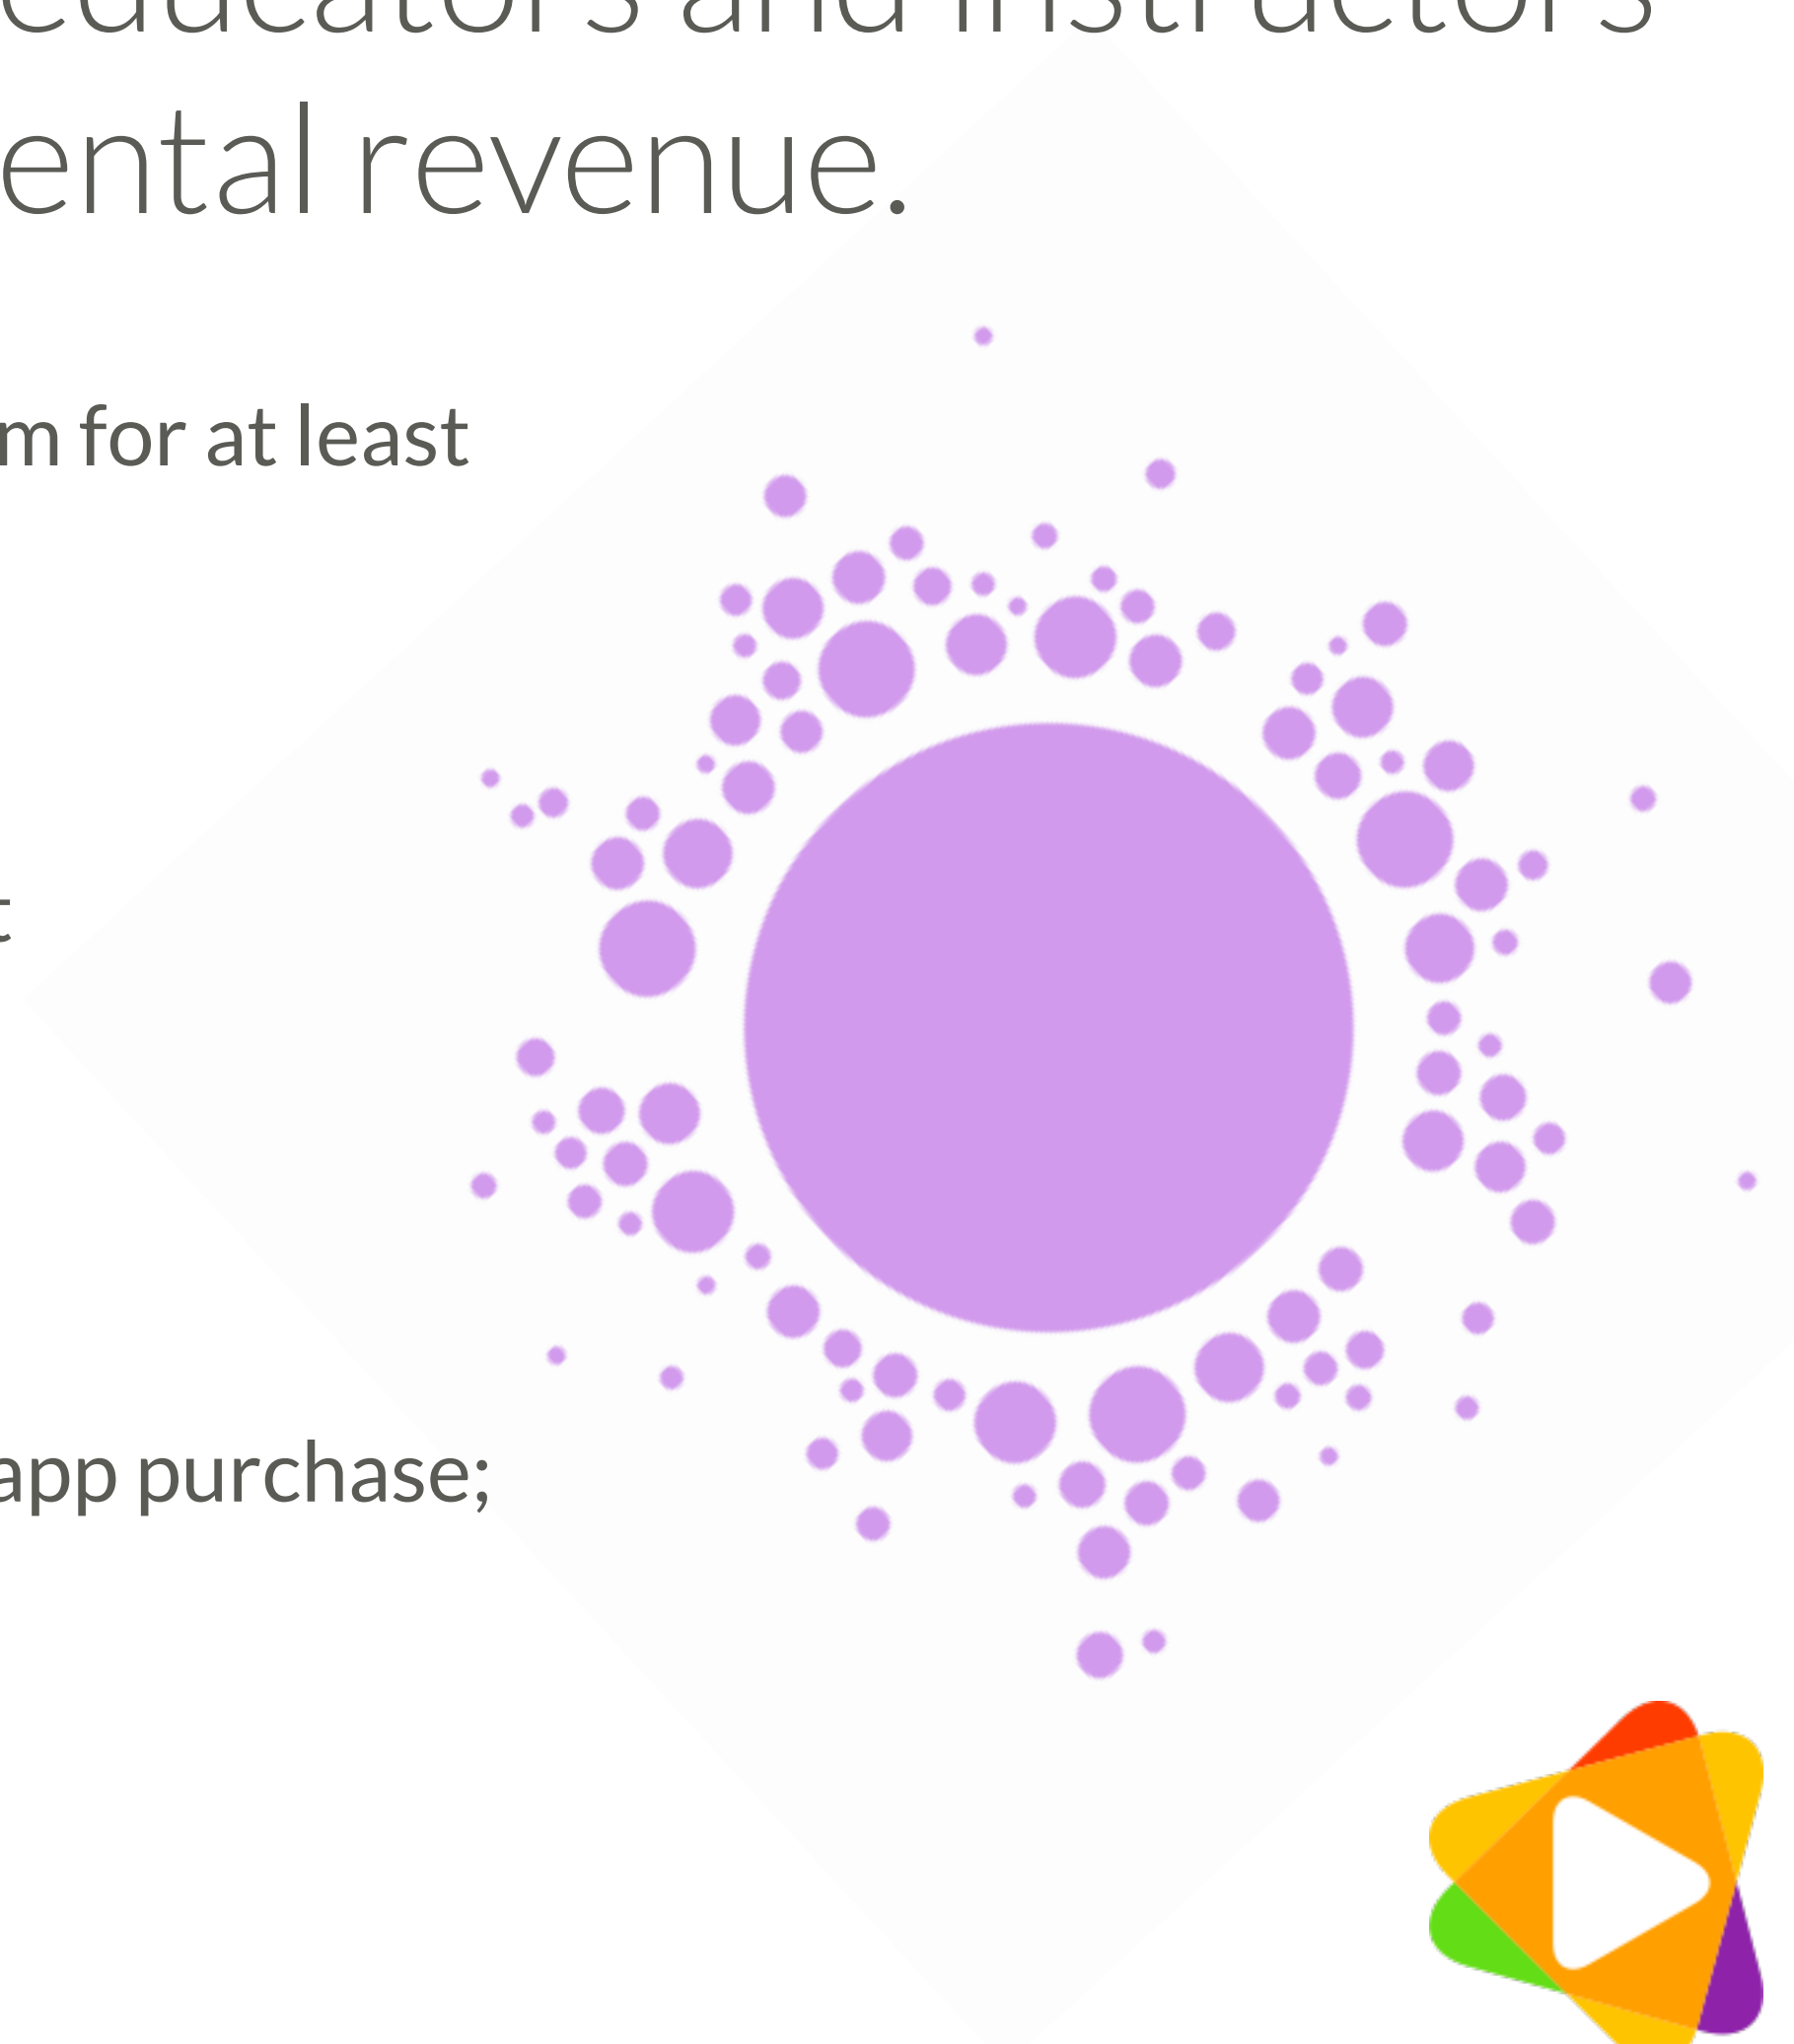 educators and instructors
ental revenue.
m for at least
t
app purchase;